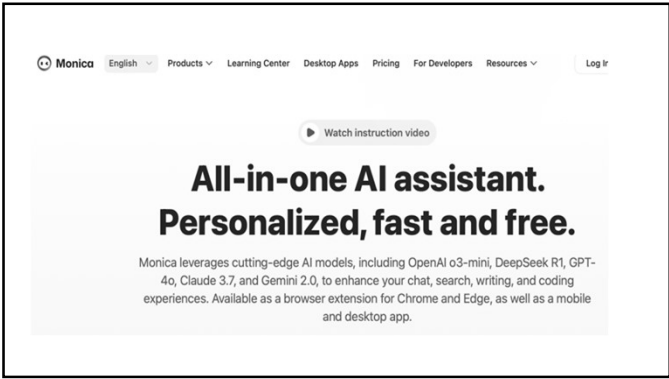 Monica English Products Learning Center Desktop Apps Pricing For Developers Resources Log In
Watch instruction video
All-in-one AI assistant.
Personalized, fast and free.
Monica leverages cutting-edge AI models, including OpenAI o3-mini, DeepSeek R1, GPT-
4o, Claude 3.7, and Gemini 2.0, to enhance your chat, search, writing, and coding
experiences. Available as a browser extension for Chrome and Edge, as well as a mobile
and desktop app.